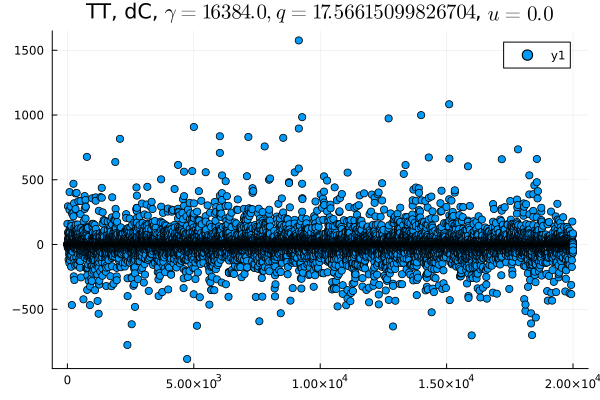 TT, dC, γ = 16384.0, q = 17.56615099826704, u = 0.0
y1
1500
1000
500
0
−500
0 5.00×10³ 1.00×10⁴ 1.50×10⁴ 2.00×10⁴